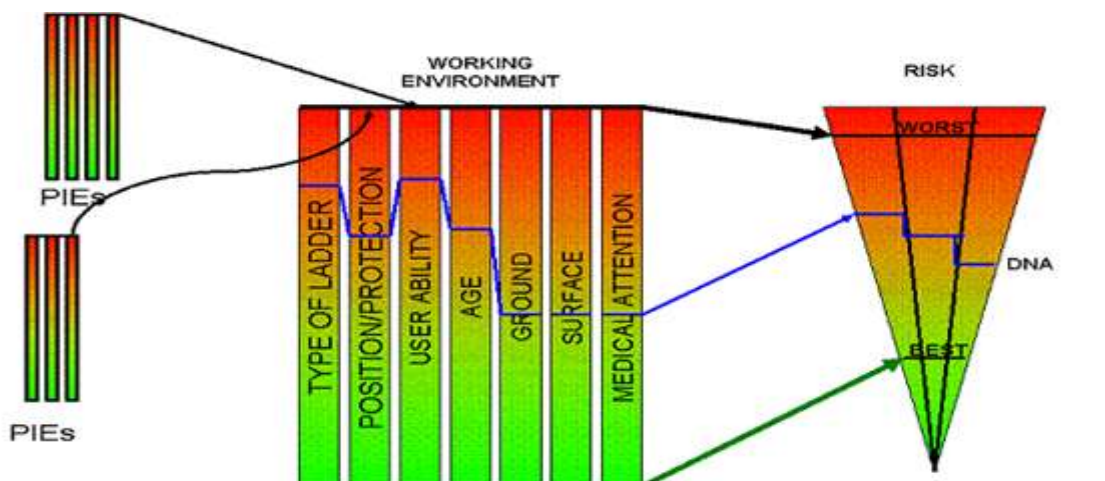 WORKING
ENVIRONMENT
RISK
WORST
PIEs
TYPE OF LADDER
POSITION/PROTECTION
USER ABILITY
AGE
GROUND
SURFACE
MEDICAL ATTENTION
DNA
BEST
PIEs